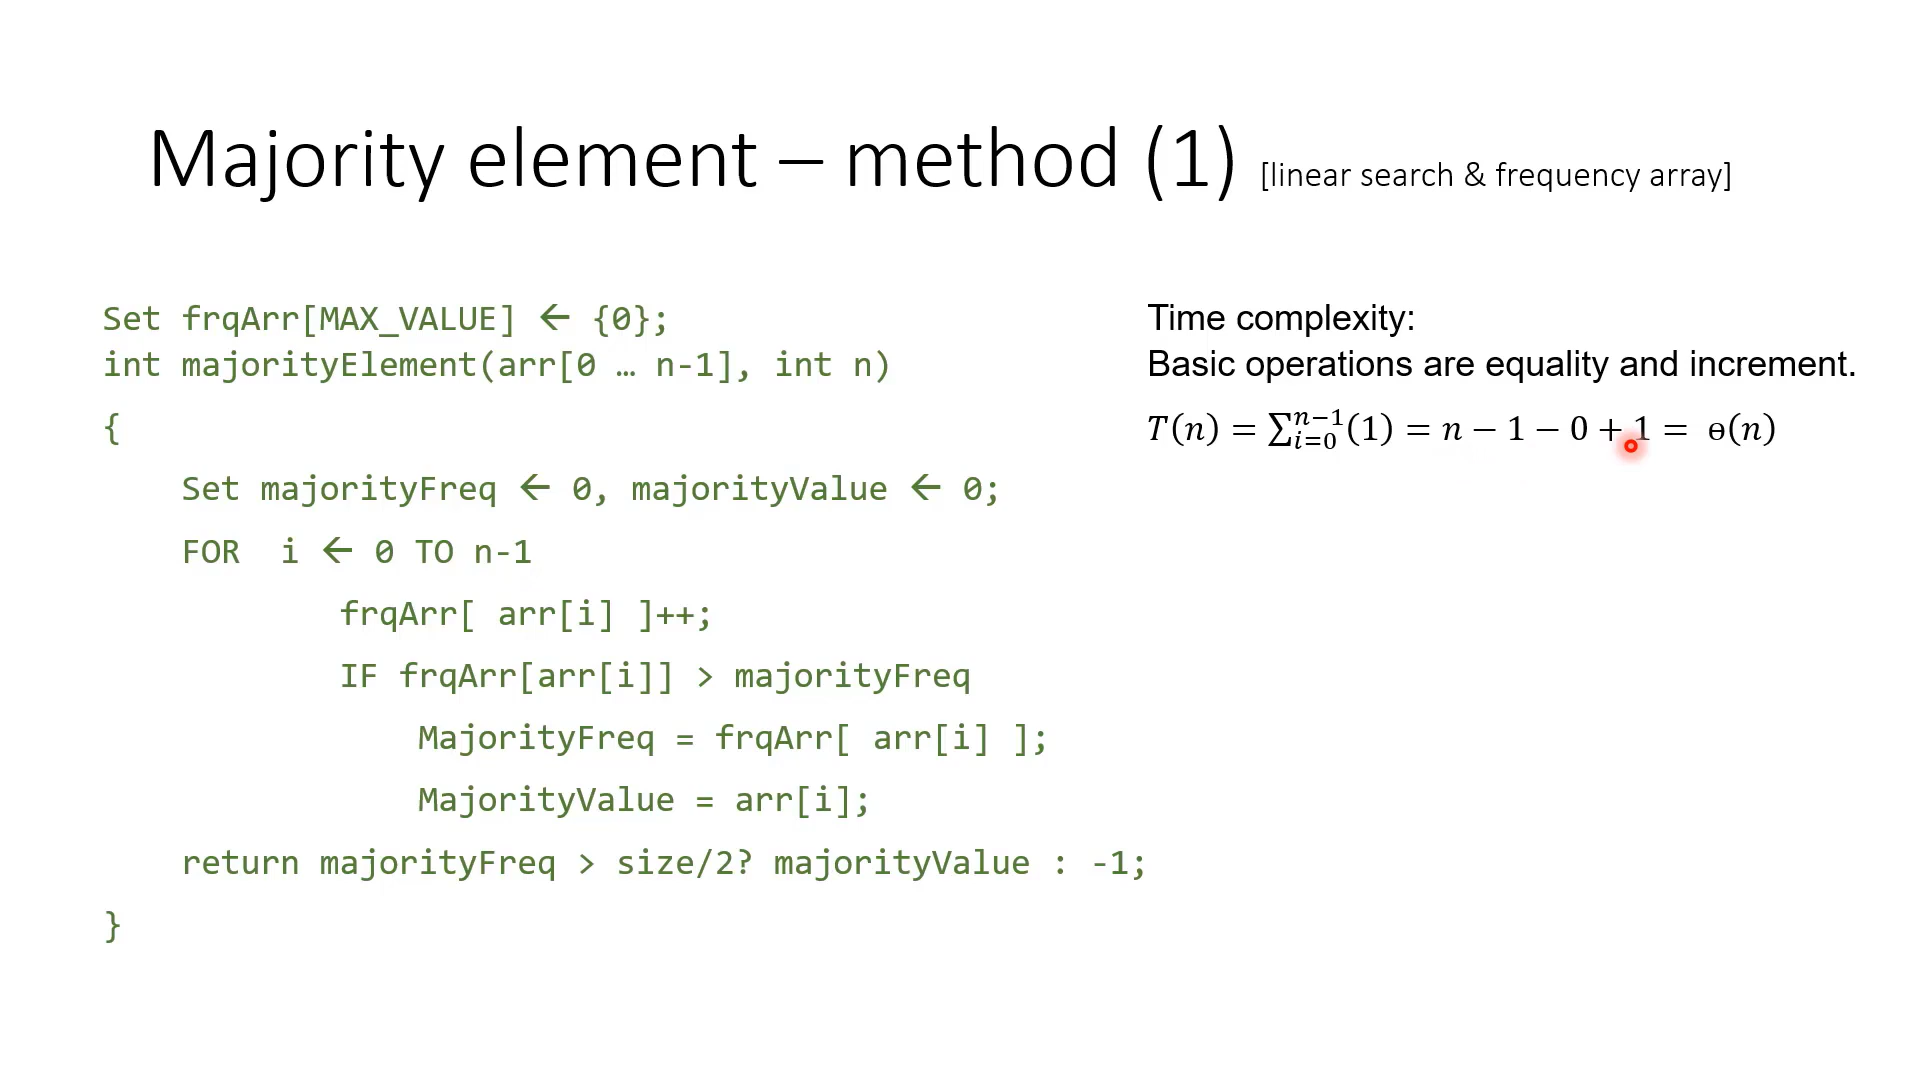 Majority element – method (1) [linear search & frequency array]
Set frqArr[MAX_VALUE] ← {0};
int majorityElement(arr[0 … n-1], int n)
{
Set majorityFreq ← 0, majorityValue ← 0;
FOR  i ← 0 TO n-1
frqArr[ arr[i] ]++;
IF frqArr[arr[i]] > majorityFreq
MajorityFreq = frqArr[ arr[i] ];
MajorityValue = arr[i];
return majorityFreq > size/2? majorityValue : -1;
}
Time complexity:
Basic operations are equality and increment.
T(n) = ∑_{i=0}^{n−1}(1) = n − 1 − 0 + 1 = ɵ(n)